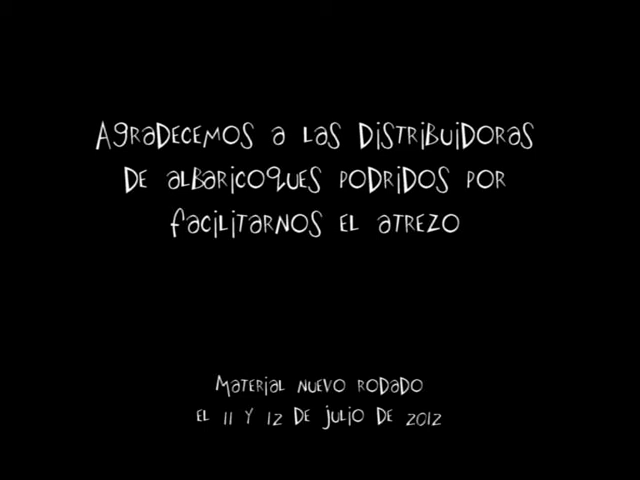 Agradecemos a las distribuidoras
de albaricoques podridos por
facilitarnos el atrezo
Material nuevo rodado
el 11 y 12 de julio de 2012